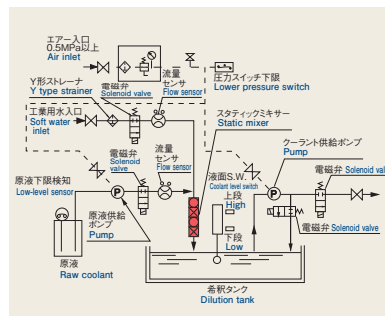 エアー入口
0.5MPa以上
Air inlet
圧力スイッチ下限
Lower pressure switch
Y形ストレーナ
Y type strainer
電磁弁
Solenoid valve
流量
センサ
Flow sensor
工業用水入口
Soft water
inlet
スタティックミキサー
Static mixer
クーラント供給ポンプ
Pump
電磁弁
Solenoid
valve
流量
センサ
Flow sensor
原液下限検知
Low-level sensor
液面S.W.
Coolant level switch
上段
High
下段
Low
電磁弁 Solenoid val
電磁弁 Solenoid valve
原液供給
ポンプ
Pump
P
P
原液
Raw coolant
希釈タンク
Dilution tank